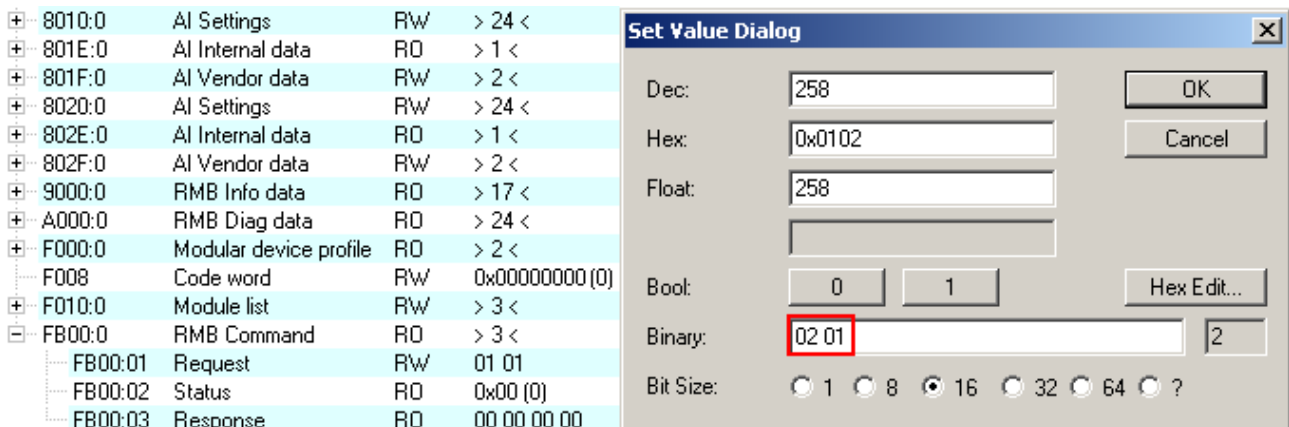 8010:0 AI Settings RW > 24 <
801E:0 AI Internal data RO > 1 <
801F:0 AI Vendor data RW > 2 <
8020:0 AI Settings RW > 24 <
802E:0 AI Internal data RO > 1 <
802F:0 AI Vendor data RW > 2 <
9000:0 RMB Info data RO > 17 <
A000:0 RMB Diag data RO > 24 <
F000:0 Modular device profile RO > 2 <
F008 Code word RW 0x00000000 (0)
F010:0 Module list RW > 3 <
FB00:0 RMB Command RO > 3 <
FB00:01 Request RW 01 01
FB00:02 Status RO 0x00 (0)
FB00:03 Response RO 00 00 00 00
Set Value Dialog
Dec: 258 OK
Hex: 0x0102 Cancel
Float: 258
Bool: 0 1 Hex Edit...
Binary: 02 01 2
Bit Size: 1 8 16 32 64 ?